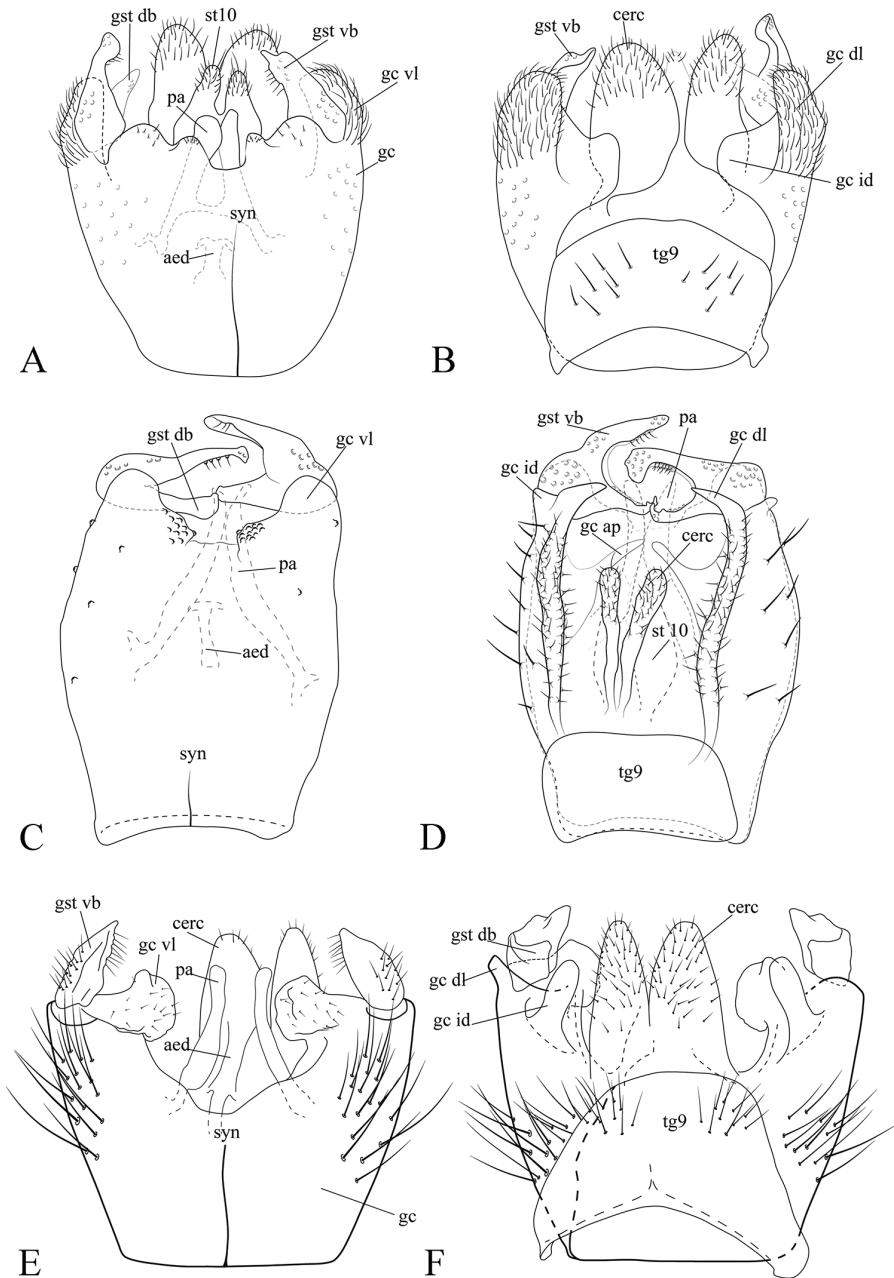 gst db
st10
gst vb
gc vl
pa
gc
syn
aed
A
gst vb
cerc
gc dl
gc id
tg9
B
gst db
gc vl
pa
aed
syn
C
gst vb
pa
gc dl
gc id
gc ap
cerc
st 10
tg9
D
gst vb
gc vl
cerc
pa
aed
syn
gc
E
cerc
gst db
gc dl
gc id
tg9
F